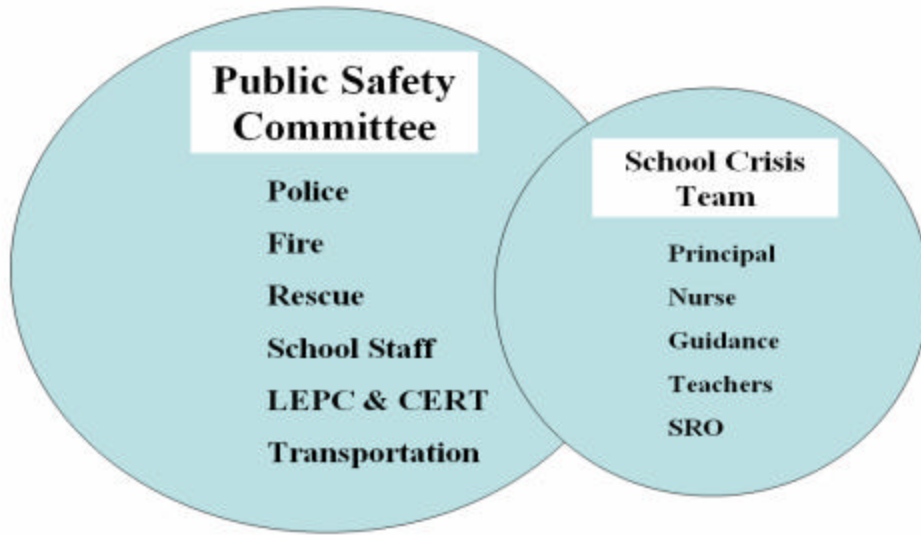 Public Safety
Committee
Police
Fire
Rescue
School Staff
LEPC & CERT
Transportation
School Crisis
Team
Principal
Nurse
Guidance
Teachers
SRO